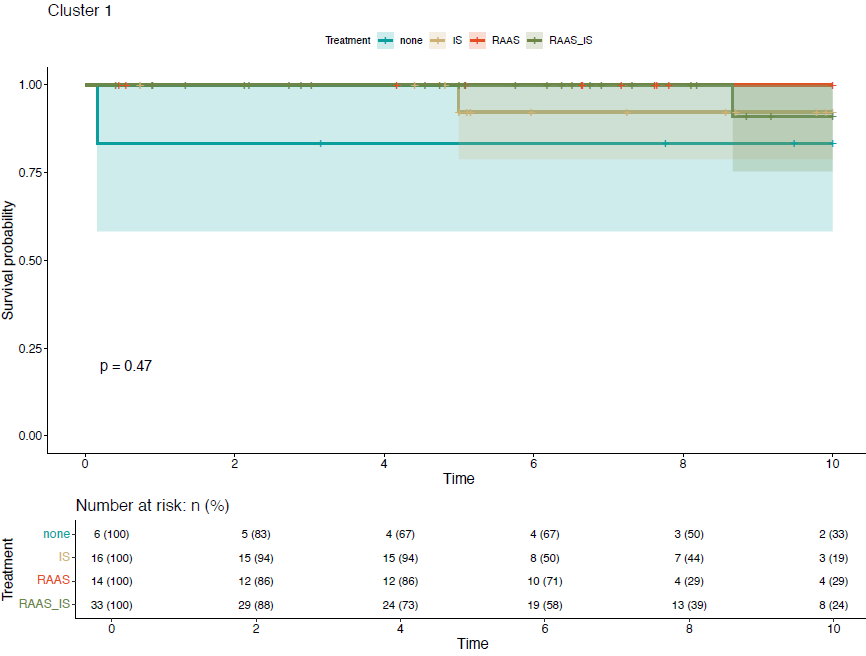 Cluster 1
Treatment none IS RAAS RAAS_IS
1.00
0.75
0.50
0.25
0.00
Survival probability
p = 0.47
0 2 4 6 8 10
Time
Number at risk: n (%)
Treatment
none 6 (100) 5 (83) 4 (67) 4 (67) 3 (50) 2 (33)
IS 16 (100) 15 (94) 15 (94) 8 (50) 7 (44) 3 (19)
RAAS 14 (100) 12 (86) 12 (86) 10 (71) 4 (29) 4 (29)
RAAS_IS 33 (100) 29 (88) 24 (73) 19 (58) 13 (39) 8 (24)
0 2 4 6 8 10
Time